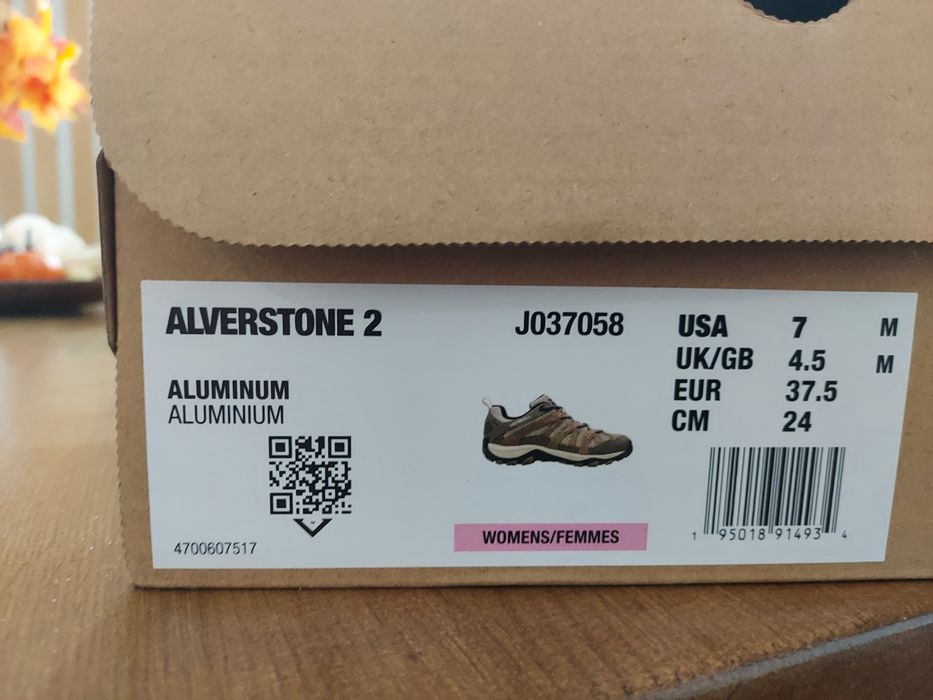 ALVERSTONE 2
J037058
ALUMINUM
ALUMINIUM
USA 7 M
UK/GB 4.5 M
EUR 37.5
CM 24
WOMENS/FEMMES
4700607517
1 95018 91493 4